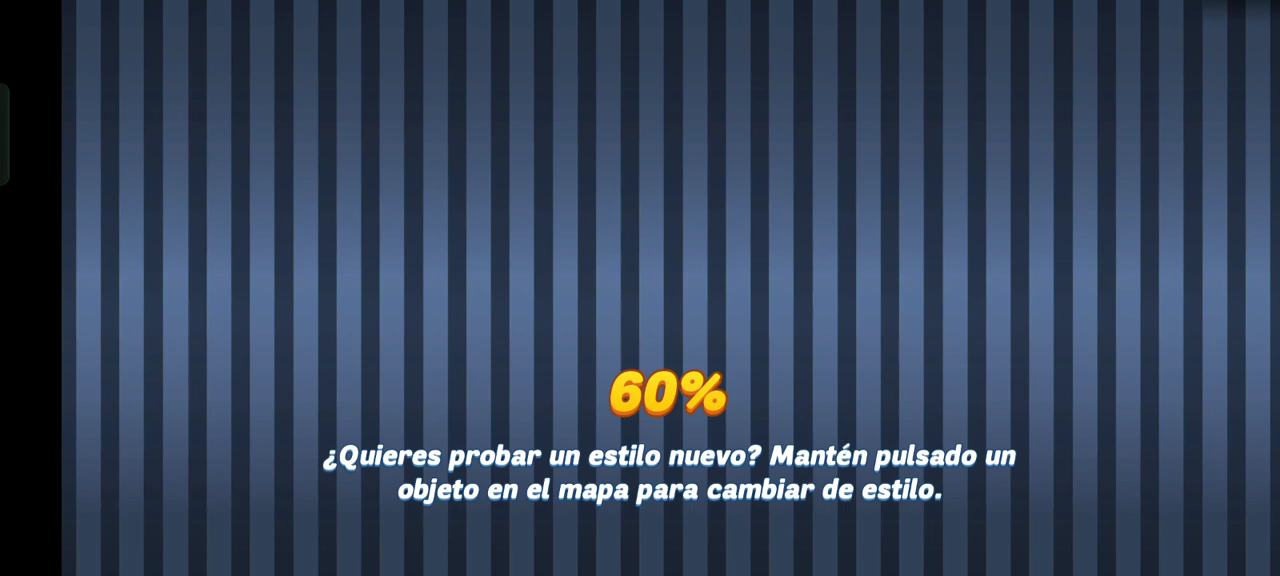 60%
¿Quieres probar un estilo nuevo? Mantén pulsado un
objeto en el mapa para cambiar de estilo.